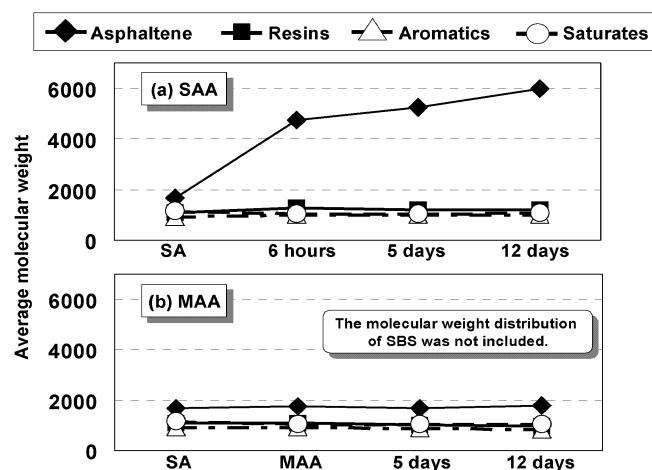 Asphaltene Resins Aromatics Saturates
Average molecular weight
(a) SAA
6000
4000
2000
0
SA 6 hours 5 days 12 days
(b) MAA
The molecular weight distribution
of SBS was not included.
6000
4000
2000
0
SA MAA 5 days 12 days